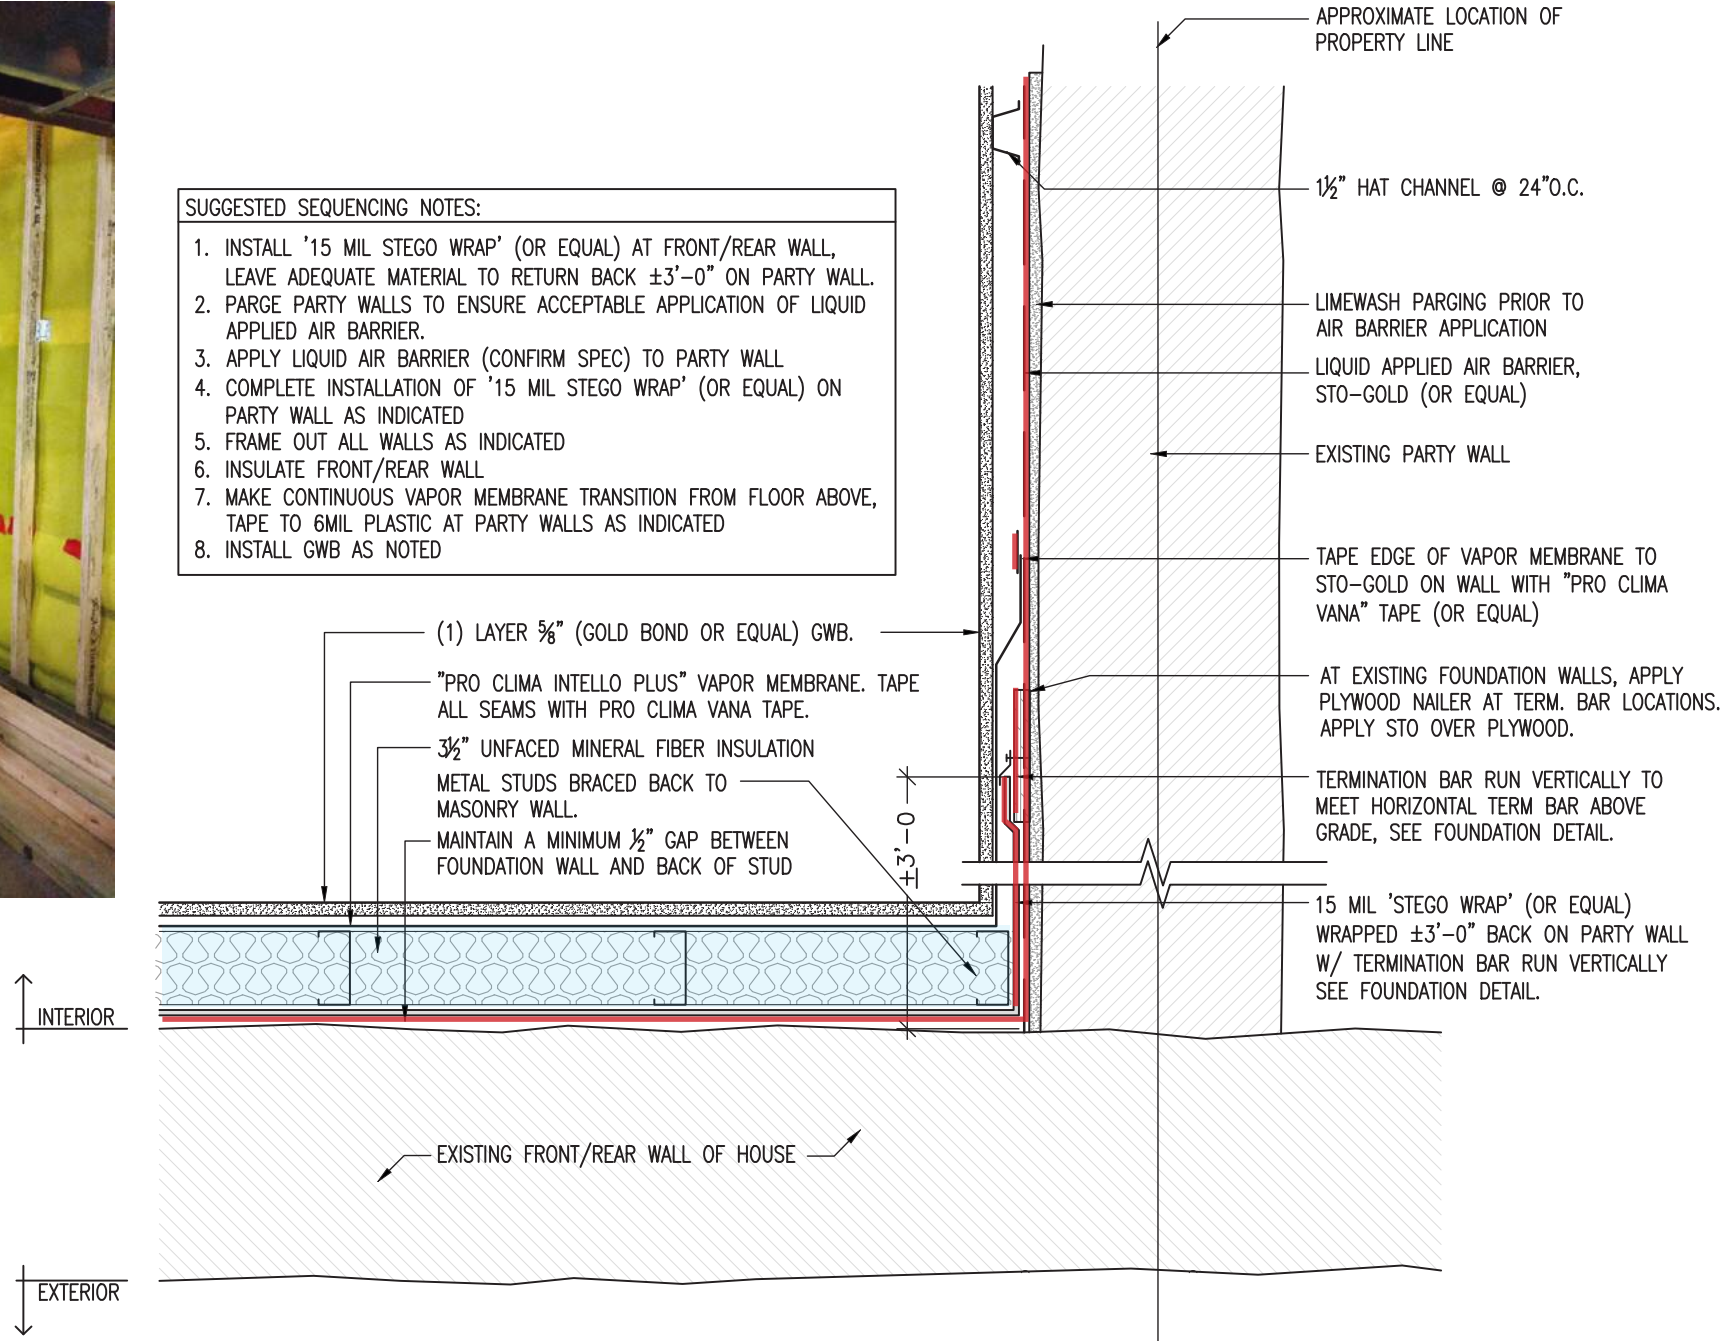 APPROXIMATE LOCATION OF
PROPERTY LINE
1½" HAT CHANNEL @ 24"O.C.
SUGGESTED SEQUENCING NOTES:
1. INSTALL '15 MIL STEGO WRAP' (OR EQUAL) AT FRONT/REAR WALL,
LEAVE ADEQUATE MATERIAL TO RETURN BACK ±3'-0" ON PARTY WALL.
2. PARGE PARTY WALLS TO ENSURE ACCEPTABLE APPLICATION OF LIQUID
APPLIED AIR BARRIER.
3. APPLY LIQUID AIR BARRIER (CONFIRM SPEC) TO PARTY WALL
4. COMPLETE INSTALLATION OF '15 MIL STEGO WRAP' (OR EQUAL) ON
PARTY WALL AS INDICATED
5. FRAME OUT ALL WALLS AS INDICATED
6. INSULATE FRONT/REAR WALL
7. MAKE CONTINUOUS VAPOR MEMBRANE TRANSITION FROM FLOOR ABOVE,
TAPE TO 6MIL PLASTIC AT PARTY WALLS AS INDICATED
8. INSTALL GWB AS NOTED
LIMEWASH PARGING PRIOR TO
AIR BARRIER APPLICATION
LIQUID APPLIED AIR BARRIER,
STO-GOLD (OR EQUAL)
EXISTING PARTY WALL
TAPE EDGE OF VAPOR MEMBRANE TO
STO-GOLD ON WALL WITH "PRO CLIMA
VANA" TAPE (OR EQUAL)
(1) LAYER ⅝" (GOLD BOND OR EQUAL) GWB.
"PRO CLIMA INTELLO PLUS" VAPOR MEMBRANE. TAPE
ALL SEAMS WITH PRO CLIMA VANA TAPE.
3½" UNFACED MINERAL FIBER INSULATION
METAL STUDS BRACED BACK TO
MASONRY WALL.
MAINTAIN A MINIMUM ½" GAP BETWEEN
FOUNDATION WALL AND BACK OF STUD
±3'-0
AT EXISTING FOUNDATION WALLS, APPLY
PLYWOOD NAILER AT TERM. BAR LOCATIONS.
APPLY STO OVER PLYWOOD.
TERMINATION BAR RUN VERTICALLY TO
MEET HORIZONTAL TERM BAR ABOVE
GRADE, SEE FOUNDATION DETAIL.
15 MIL 'STEGO WRAP' (OR EQUAL)
WRAPPED ±3'-0" BACK ON PARTY WALL
W/ TERMINATION BAR RUN VERTICALLY
SEE FOUNDATION DETAIL.
INTERIOR
EXISTING FRONT/REAR WALL OF HOUSE
EXTERIOR